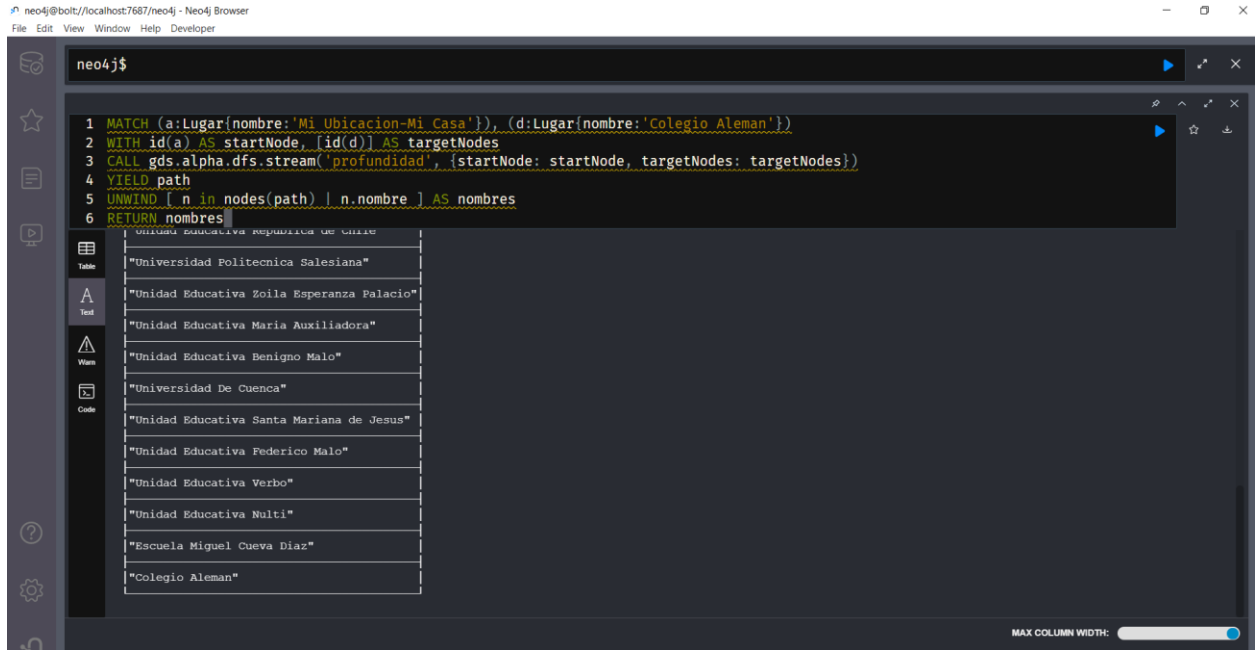 neo4j@bolt://localhost:7687/neo4j - Neo4j Browser
File Edit View Window Help Developer
neo4j$
1 MATCH (a:Lugar{nombre:'Mi Ubicacion-Mi Casa'}), (d:Lugar{nombre:'Colegio Aleman'})
2 WITH id(a) AS startNode, [id(d)] AS targetNodes
3 CALL gds.alpha.dfs.stream('profundidad', {startNode: startNode, targetNodes: targetNodes})
4 YIELD path
5 UNWIND [ n in nodes(path) | n.nombre ] AS nombres
6 RETURN nombres
"Unidad Educativa Republica de Chile"
Table
"Universidad Politecnica Salesiana"
A
"Unidad Educativa Zoila Esperanza Palacio"
Text
"Unidad Educativa Maria Auxiliadora"
Warn
"Unidad Educativa Benigno Malo"
"Universidad De Cuenca"
Code
"Unidad Educativa Santa Mariana de Jesus"
"Unidad Educativa Federico Malo"
"Unidad Educativa Verbo"
"Unidad Educativa Nulti"
"Escuela Miguel Cueva Diaz"
"Colegio Aleman"
MAX COLUMN WIDTH: